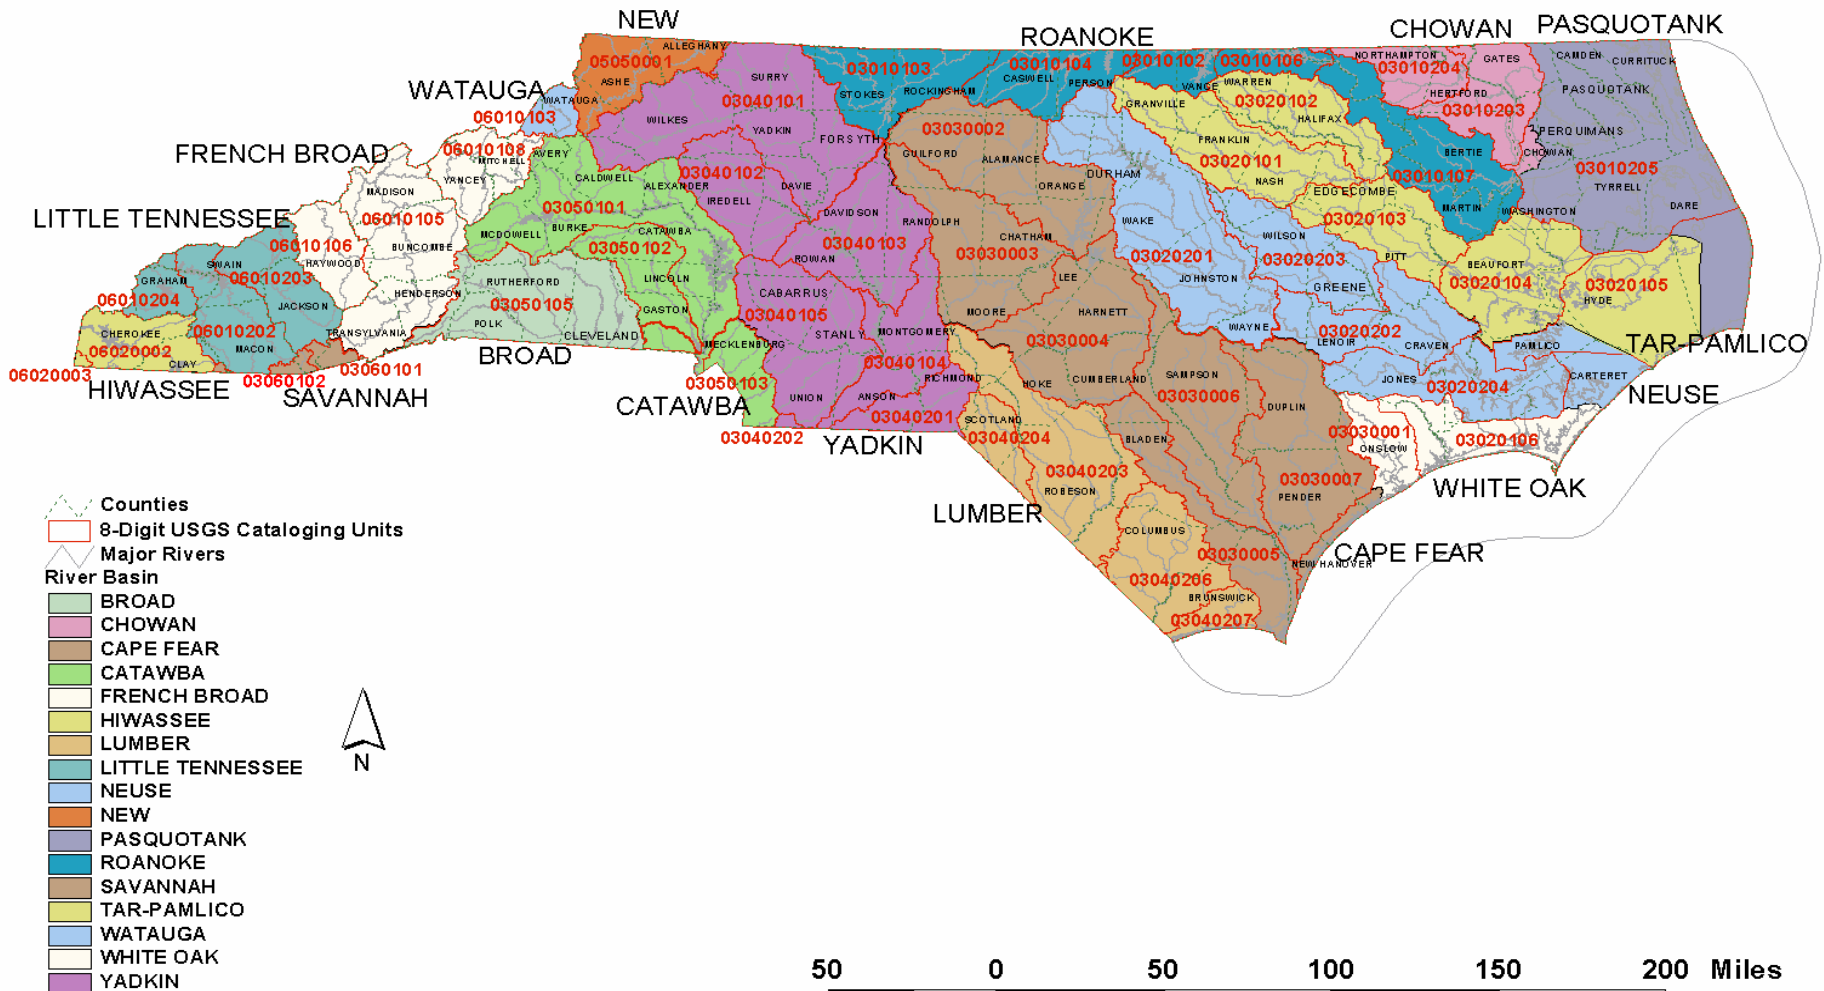 NEW
ROANOKE
CHOWAN
PASQUOTANK
ALLEGHANY
05050001
ASHE
SURRY
03010103
03010104
03010102
03010106
NORTHAMPTON
GATES
CAMDEN
CURRITUCK
03010204
CASWELL
PERSON
VANCE
WARREN
STOKES
ROCKINGHAM
HERTFORD
PASQUOTANK
WATAUGA
WATAUGA
03040101
GRANVILLE
03020102
HALIFAX
03010203
06010103
WILKES
YADKIN
FORSYTH
03030002
FRANKLIN
PERQUIMANS
FRENCH BROAD
06010108
MITCHELL
AVERY
GUILFORD
ALAMANCE
03020101
BERTIE
CHOWAN
YANCEY
CALDWELL
ALEXANDER
03040102
DAVIE
ORANGE
DURHAM
NASH
EDGECOMBE
03010107
03010205
TYRRELL
MADISON
IREDELL
MARTIN
WASHINGTON
DARE
LITTLE TENNESSEE
06010105
03050101
DAVIDSON
RANDOLPH
WAKE
03020103
MCDOWELL
BURKE
CATAWBA
CHATHAM
WILSON
06010106
BUNCOMBE
03050102
03040103
03030003
03020201
03020203
PITT
BEAUFORT
SWAIN
HAYWOOD
ROWAN
LEE
JOHNSTON
GRAHAM
06010203
RUTHERFORD
LINCOLN
03020104
03020105
HYDE
06010204
JACKSON
HENDERSON
03050105
CABARRUS
GREENE
GASTON
03040105
MOORE
HARNETT
CHEROKEE
06010202
TRANSYLVANIA
POLK
CLEVELAND
STANLY
MONTGOMERY
WAYNE
03020202
LENOIR
CRAVEN
PAMLICO
TAR-PAMLICO
06020002
MACON
BROAD
MECKLENBURG
03030004
CLAY
03060101
03040104
06020003
03060102
03050103
RICHMOND
HOKE
CUMBERLAND
SAMPSON
JONES
03020204
CARTERET
HIWASSEE
SAVANNAH
CATAWBA
UNION
ANSON
03030006
DUPLIN
NEUSE
03040201
SCOTLAND
03040202
YADKIN
03040204
BLADEN
03030001
03020106
ONSLOW
03040203
03030007
WHITE OAK
ROBESON
PENDER
LUMBER
COLUMBUS
03030005
CAPE FEAR
NEW HANOVER
03040206
BRUNSWICK
03040207
Counties
8-Digit USGS Cataloging Units
Major Rivers
River Basin
BROAD
CHOWAN
CAPE FEAR
CATAWBA
FRENCH BROAD
HIWASSEE
LUMBER
LITTLE TENNESSEE
NEUSE
NEW
PASQUOTANK
ROANOKE
SAVANNAH
TAR-PAMLICO
WATAUGA
WHITE OAK
YADKIN
N
50 0 50 100 150 200 Miles